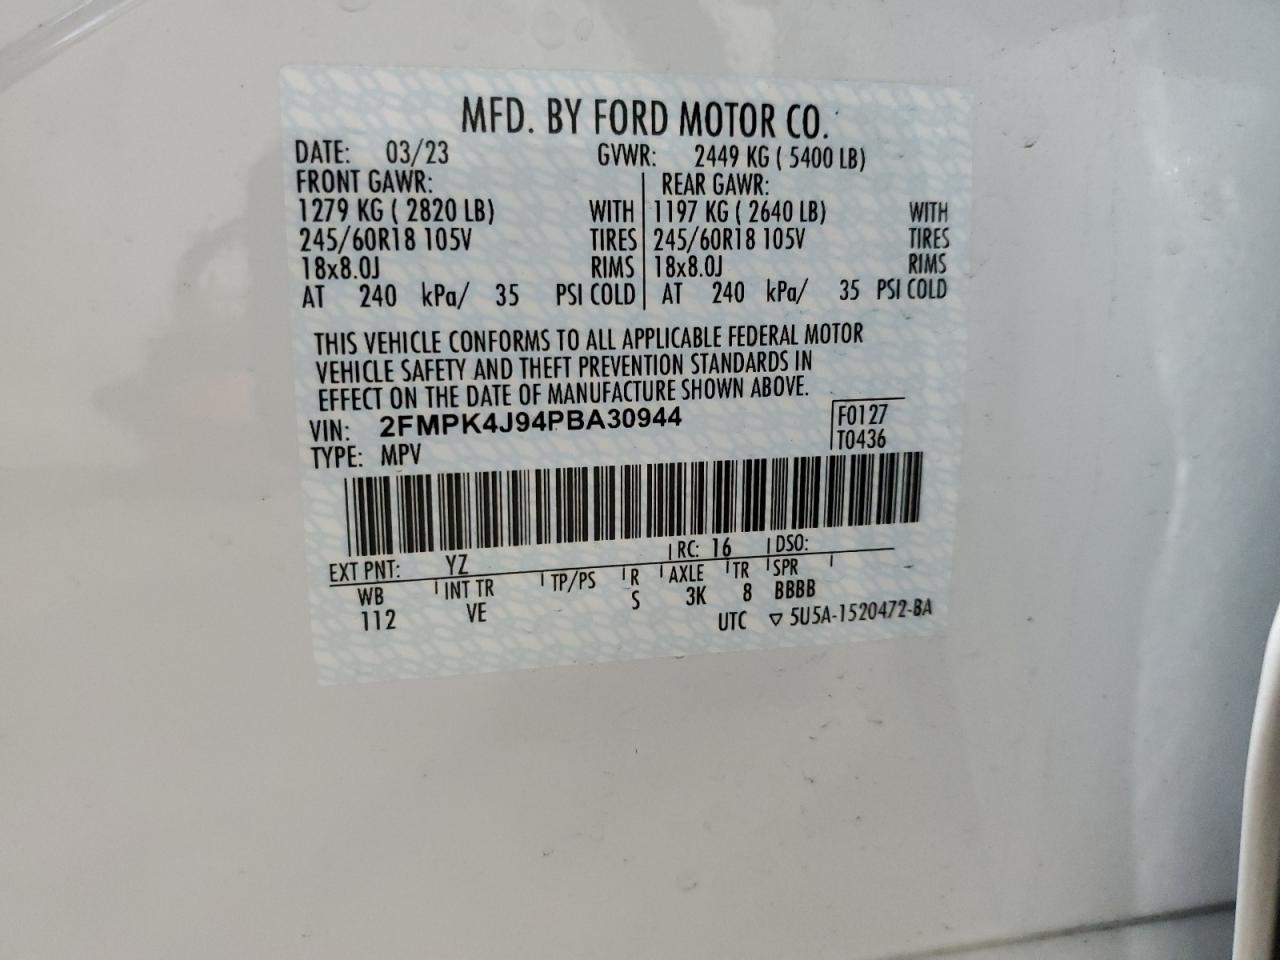 MFD. BY FORD MOTOR CO.
DATE: 03/23 GVWR: 2449 KG ( 5400 LB)
FRONT GAWR: REAR GAWR:
1279 KG ( 2820 LB) WITH 1197 KG ( 2640 LB) WITH
245/60R18 105V TIRES 245/60R18 105V TIRES
18x8.0J RIMS 18x8.0J RIMS
AT 240 kPa/ 35 PSI COLD AT 240 kPa/ 35 PSI COLD
THIS VEHICLE CONFORMS TO ALL APPLICABLE FEDERAL MOTOR
VEHICLE SAFETY AND THEFT PREVENTION STANDARDS IN
EFFECT ON THE DATE OF MANUFACTURE SHOWN ABOVE.
VIN: 2FMPK4J94PBA30944 F0127
TYPE: MPV T0436
EXT PNT: YZ RC: 16 DSO:
WB INT TR TP/PS R AXLE TR SPR
112 VE S 3K 8 BBBB
UTC ▽ 5U5A-1520472-BA